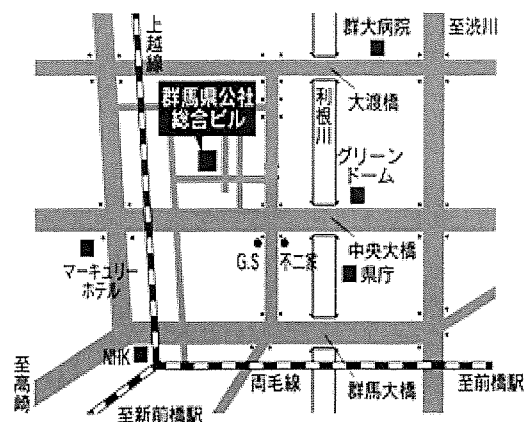 上越線
群大病院
至渋川
群馬県公社
総合ビル
利根川
大渡橋
グリーン
ドーム
中央大橋
マーキュリー
ホテル
G.S
不二家
県庁
NHK
至高崎
両毛線
群馬大橋
至前橋駅
至新前橋駅